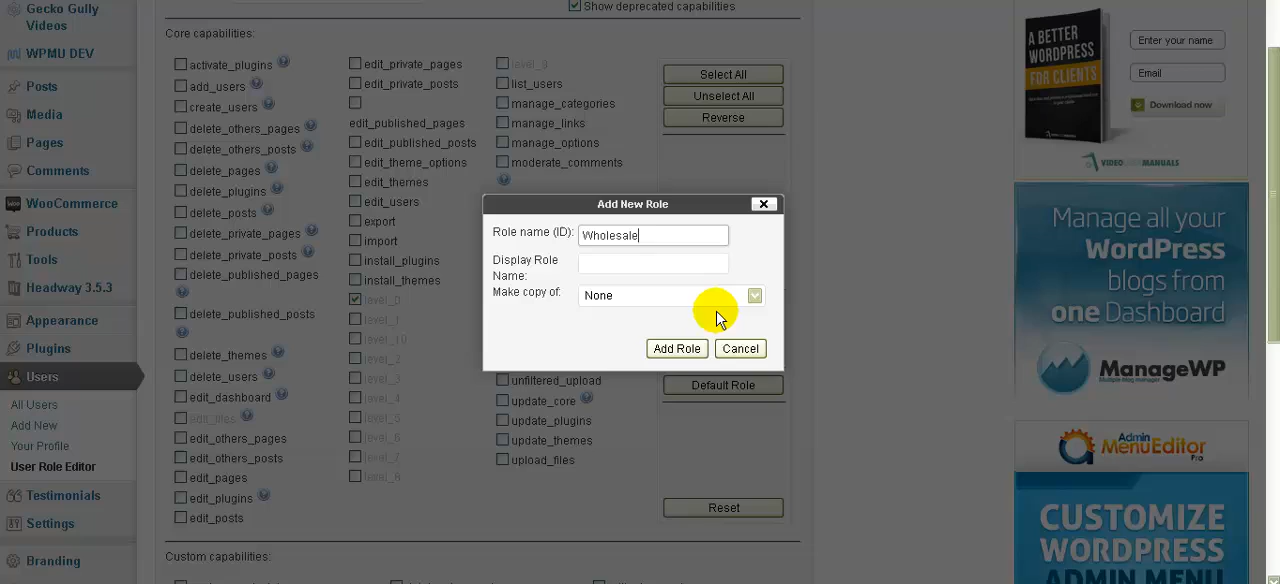 Gecko Gully
Videos
WPMU DEV
Posts
Media
Pages
Comments
WooCommerce
Products
Tools
Headway 3.5.3
Appearance
Plugins
Users
All Users
Add New
Your Profile
User Role Editor
Testimonials
Settings
Branding
Show deprecated capabilities
Core capabilities:
activate_plugins
add_users
create_users
delete_others_pages
delete_others_posts
delete_pages
delete_plugins
delete_posts
delete_private_pages
delete_private_posts
delete_published_pages
delete_published_posts
delete_themes
delete_users
edit_dashboard
edit_files
edit_others_pages
edit_others_posts
edit_pages
edit_plugins
edit_posts
edit_private_pages
edit_private_posts
edit_published_pages
edit_published_posts
edit_theme_options
edit_themes
edit_users
export
import
install_plugins
install_themes
level_0
level_1
level_10
level_2
level_3
level_4
level_5
level_6
level_7
level_8
level_9
list_users
manage_categories
manage_links
manage_options
moderate_comments
unfiltered_upload
update_core
update_plugins
update_themes
upload_files
Select All
Unselect All
Reverse
Default Role
Reset
Add New Role
Role name (ID):
Wholesale
Display Role
Name:
Make copy of:
None
Add Role
Cancel
Custom capabilities:
A BETTER
WORDPRESS
FOR CLIENTS
Enter your name
Email
Download now
VIDEO USER MANUALS
Manage all your
WordPress
blogs from
one Dashboard
ManageWP
Multiple blog manager
Admin
MenuEditor
Pro
CUSTOMIZE
WORDPRESS
ADMIN MENU